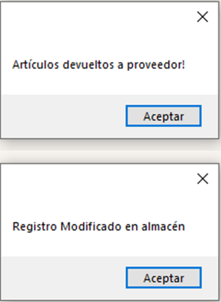 Artículos devueltos a proveedor!
Aceptar
Registro Modificado en almacén
Aceptar